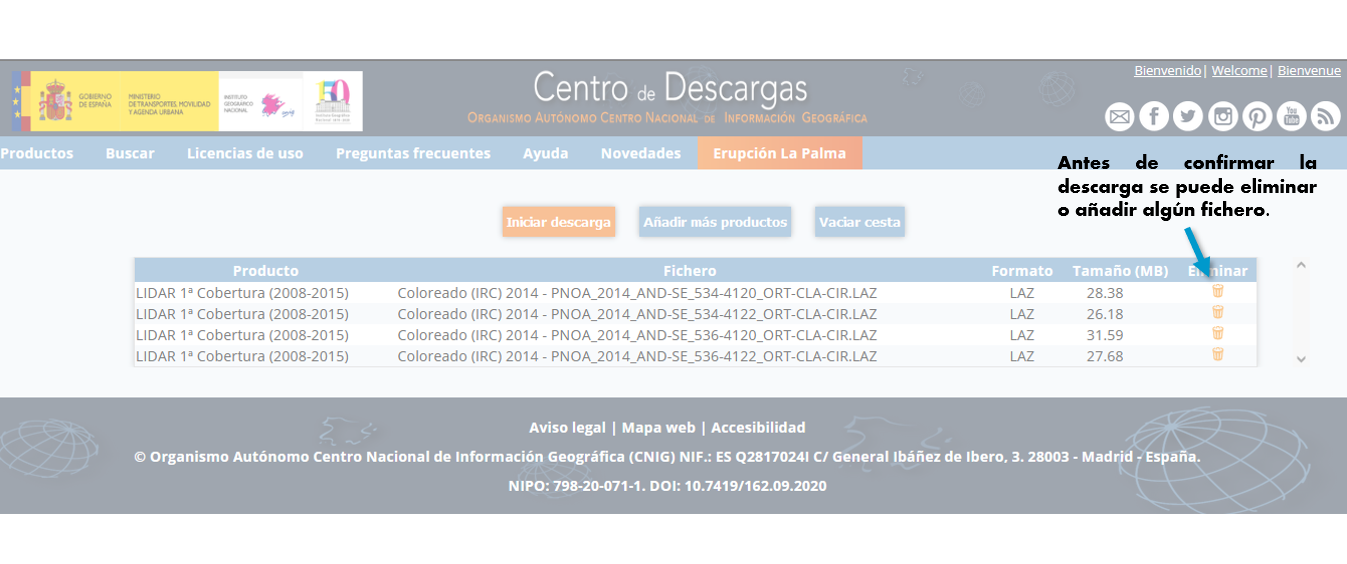 GOBIERNO
DE ESPAÑA
MINISTERIO
DE TRANSPORTES, MOVILIDAD
Y AGENDA URBANA
INSTITUTO
GEOGRÁFICO
NACIONAL
Centro de Descargas
Organismo Autónomo Centro Nacional de Información Geográfica
Bienvenido| Welcome| Bienvenue
Productos Buscar Licencias de uso Preguntas frecuentes Ayuda Novedades Erupción La Palma
Antes de confirmar la
descarga se puede eliminar
o añadir algún fichero.
Iniciar descarga Añadir más productos Vaciar cesta
Producto Fichero Formato Tamaño (MB) Eliminar
LIDAR 1ª Cobertura (2008-2015) Coloreado (IRC) 2014 - PNOA_2014_AND-SE_534-4120_ORT-CLA-CIR.LAZ LAZ 28.38
LIDAR 1ª Cobertura (2008-2015) Coloreado (IRC) 2014 - PNOA_2014_AND-SE_534-4122_ORT-CLA-CIR.LAZ LAZ 26.18
LIDAR 1ª Cobertura (2008-2015) Coloreado (IRC) 2014 - PNOA_2014_AND-SE_536-4120_ORT-CLA-CIR.LAZ LAZ 31.59
LIDAR 1ª Cobertura (2008-2015) Coloreado (IRC) 2014 - PNOA_2014_AND-SE_536-4122_ORT-CLA-CIR.LAZ LAZ 27.68
Aviso legal | Mapa web | Accesibilidad
© Organismo Autónomo Centro Nacional de Información Geográfica (CNIG) NIF.: ES Q2817024I C/ General Ibáñez de Ibero, 3. 28003 - Madrid - España.
NIPO: 798-20-071-1. DOI: 10.7419/162.09.2020